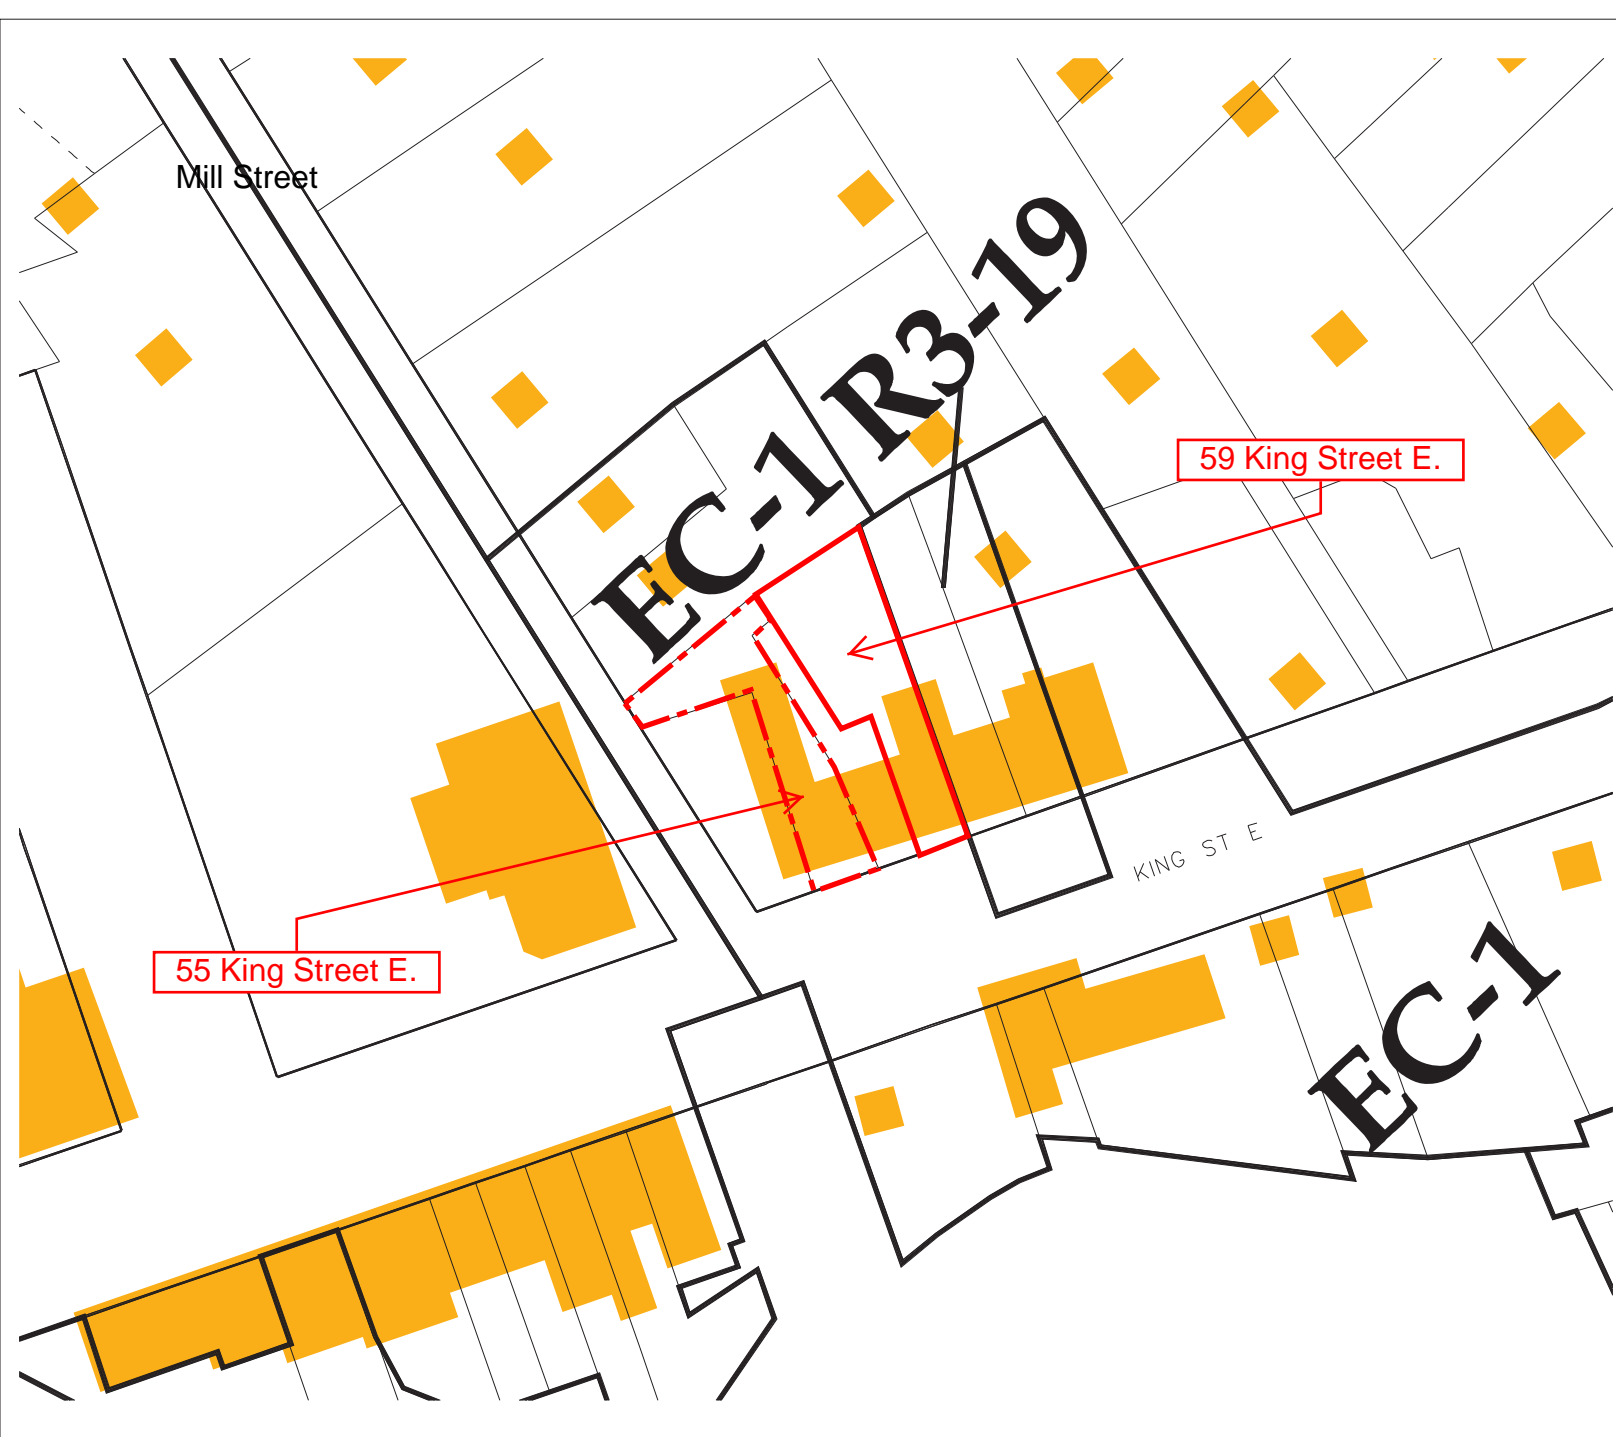 Mill Street
R3-19
EC-1
59 King Street E.
KING ST E
55 King Street E.
EC-1